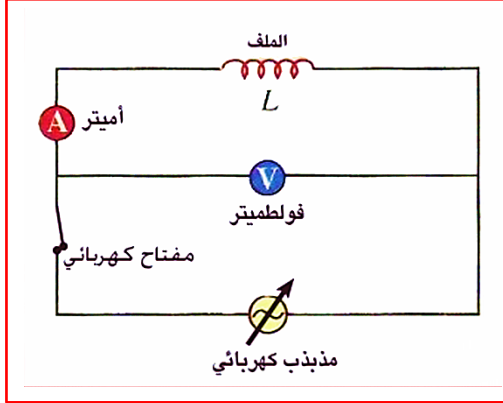 الملف
L
A
أميتر
V
فولطميتر
مفتاح كهربائي
مذبذب كهربائي